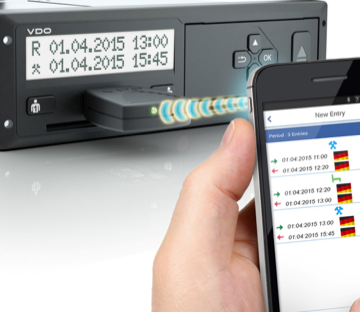 VDO
R 01.04.2015 13:00
01.04.2015 15:45
OK
New Entry
Period: 3 Entries
01:04:2015 11:00
01:04:2015 12:20
01:04:2015 12:20
01:04:2015 13:00
01:04:2015 13:00
01:04:2015 15:45